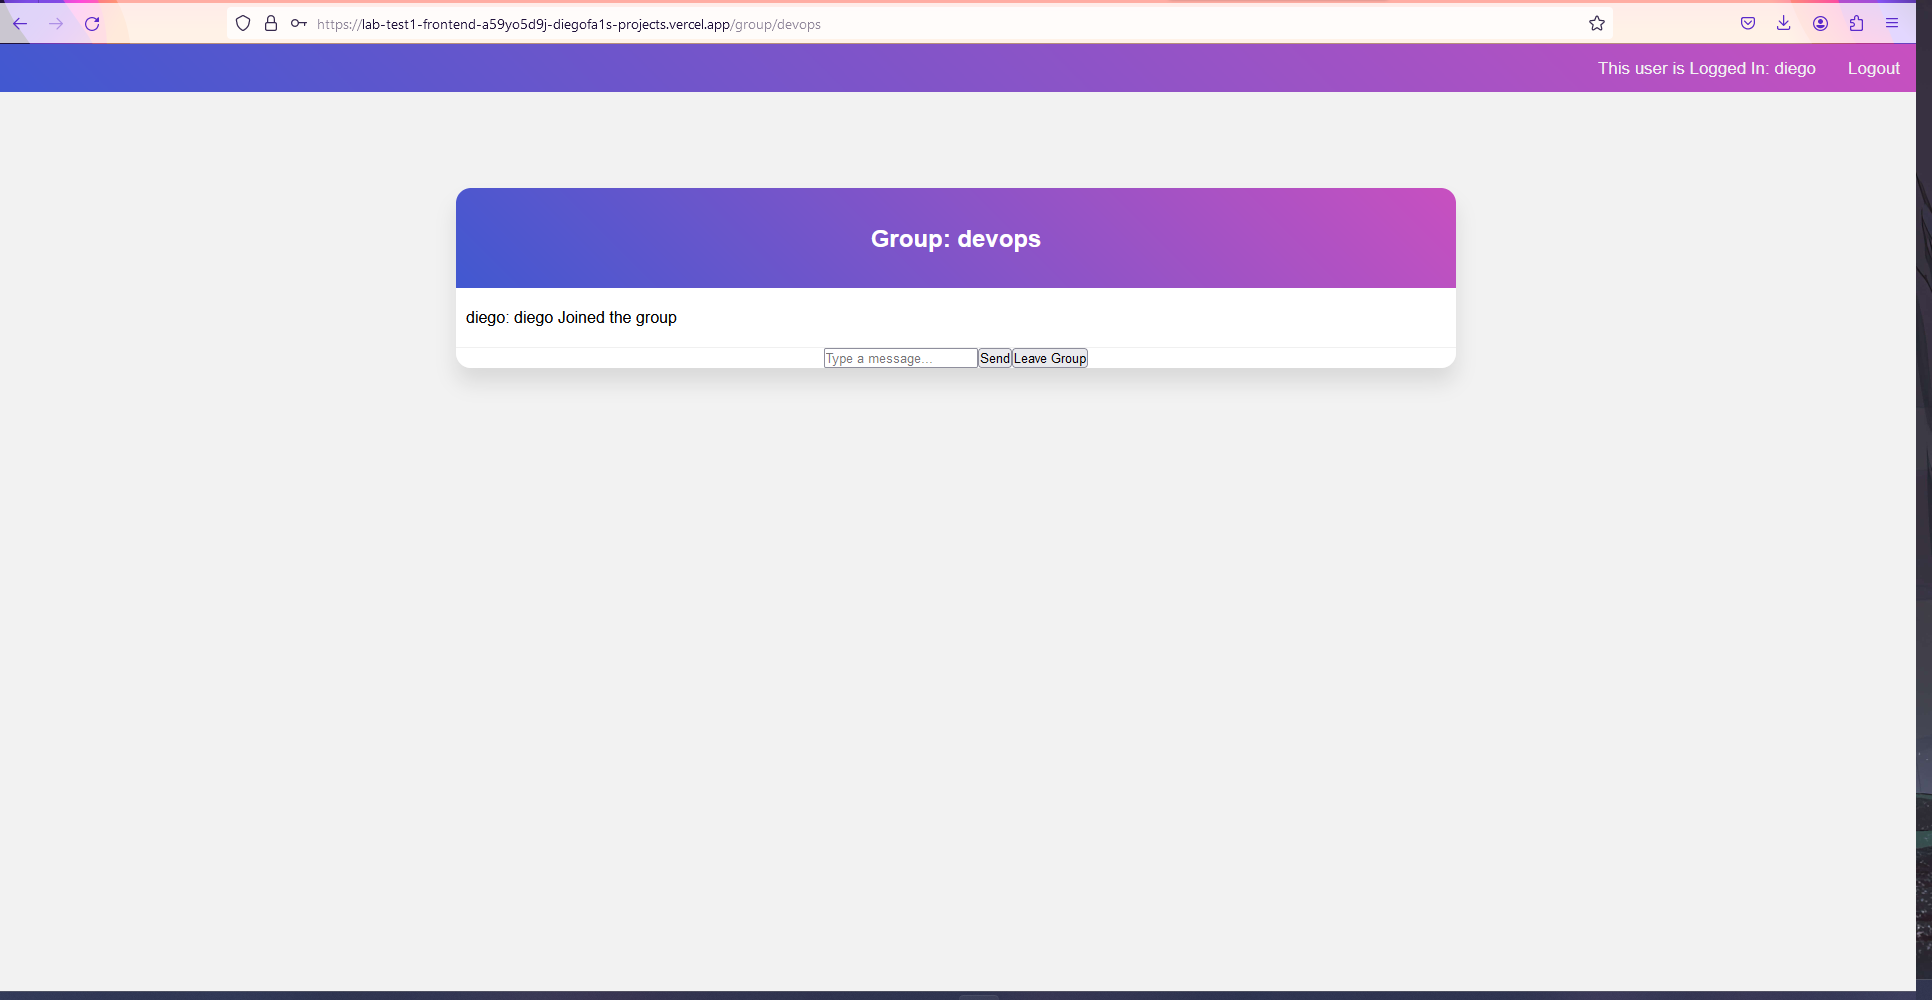 https://lab-test1-frontend-a59yo5d9j-diegofa1s-projects.vercel.app/group/devops
This user is Logged In: diego Logout
Group: devops
diego: diego Joined the group
Type a message... Send Leave Group